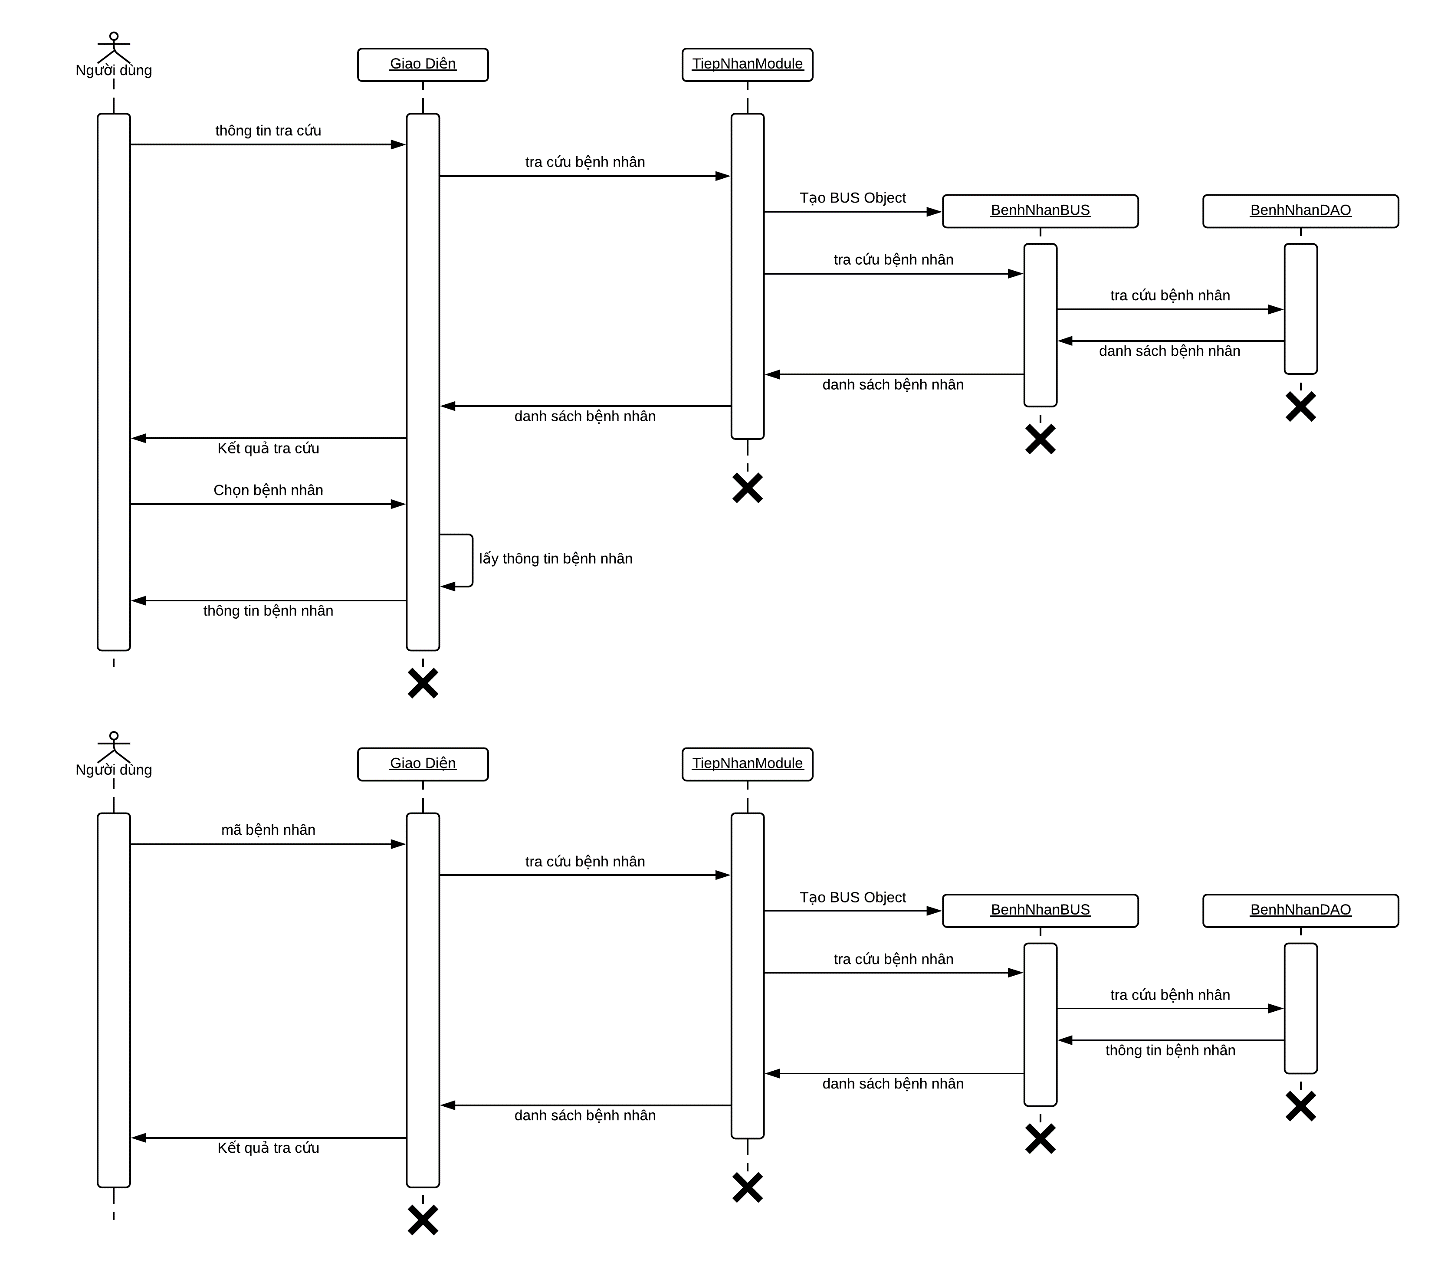 Người dùng
Giao Diện
TiepNhanModule
thông tin tra cứu
tra cứu bệnh nhân
Tạo BUS Object
BenhNhanBUS
BenhNhanDAO
tra cứu bệnh nhân
tra cứu bệnh nhân
danh sách bệnh nhân
danh sách bệnh nhân
danh sách bệnh nhân
Kết quả tra cứu
Chọn bệnh nhân
lấy thông tin bệnh nhân
thông tin bệnh nhân
Người dùng
Giao Diện
TiepNhanModule
mã bệnh nhân
tra cứu bệnh nhân
Tạo BUS Object
BenhNhanBUS
BenhNhanDAO
tra cứu bệnh nhân
tra cứu bệnh nhân
thông tin bệnh nhân
danh sách bệnh nhân
danh sách bệnh nhân
Kết quả tra cứu